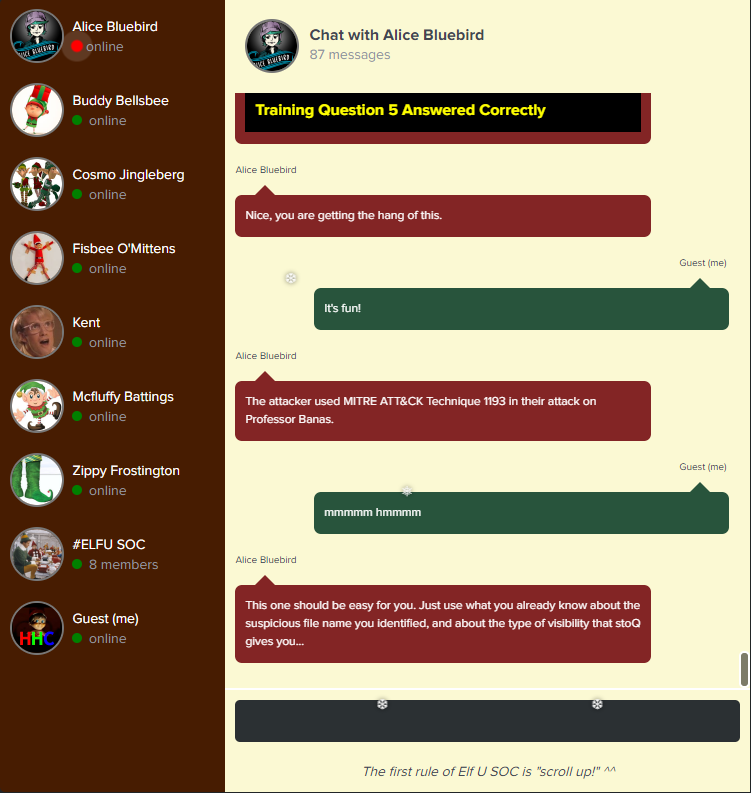 Alice Bluebird
online
Buddy Bellsbee
online
Cosmo Jingleberg
online
Fisbee O'Mittens
online
Kent
online
Mcfluffy Battings
online
Zippy Frostington
online
#ELFU SOC
8 members
Guest (me)
online
HHC
ALICE BLUEBIRD
Chat with Alice Bluebird
87 messages
Training Question 5 Answered Correctly
Alice Bluebird
Nice, you are getting the hang of this.
Guest (me)
It's fun!
Alice Bluebird
The attacker used MITRE ATT&CK Technique 1193 in their attack on
Professor Banas.
Guest (me)
mmmmm hmmmm
Alice Bluebird
This one should be easy for you. Just use what you already know about the
suspicious file name you identified, and about the type of visibility that stoQ
gives you...
The first rule of Elf U SOC is "scroll up!" ^^